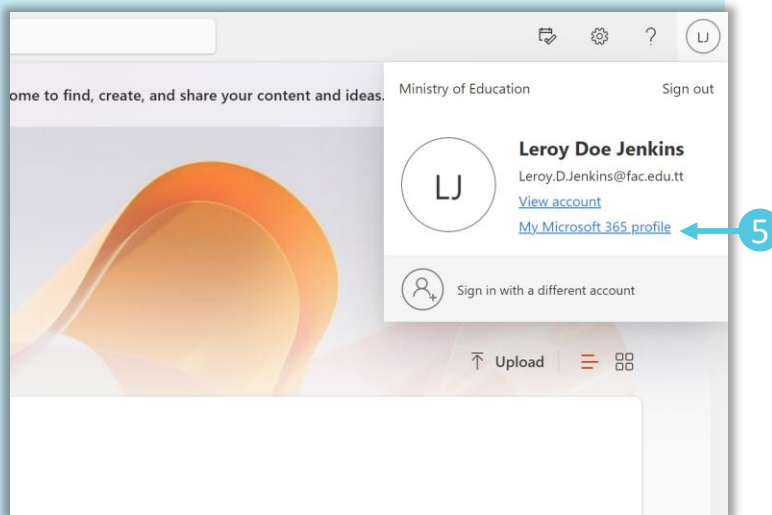 ? LJ
ome to find, create, and share your content and ideas.
Ministry of Education Sign out
LJ
Leroy Doe Jenkins
Leroy.D.Jenkins@fac.edu.tt
View account
My Microsoft 365 profile
5
Sign in with a different account
Upload